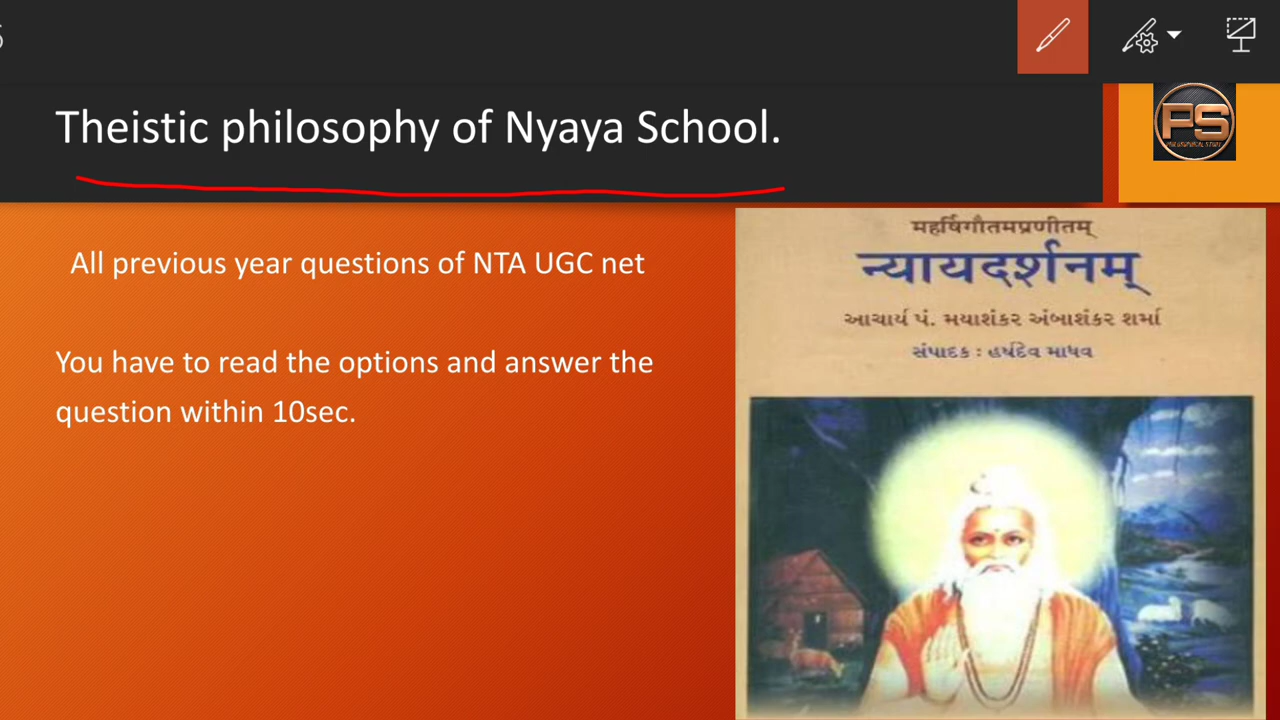 Theistic philosophy of Nyaya School.
PS
All previous year questions of NTA UGC net
You have to read the options and answer the
question within 10sec.
महर्षिगौतमप्रणीतम्
न्यायदर्शनम्
આચાર્ય પં. મયાશંકર અંબાશંકર શર્મા
સંપાદક : હર્ષદેવ માધવ